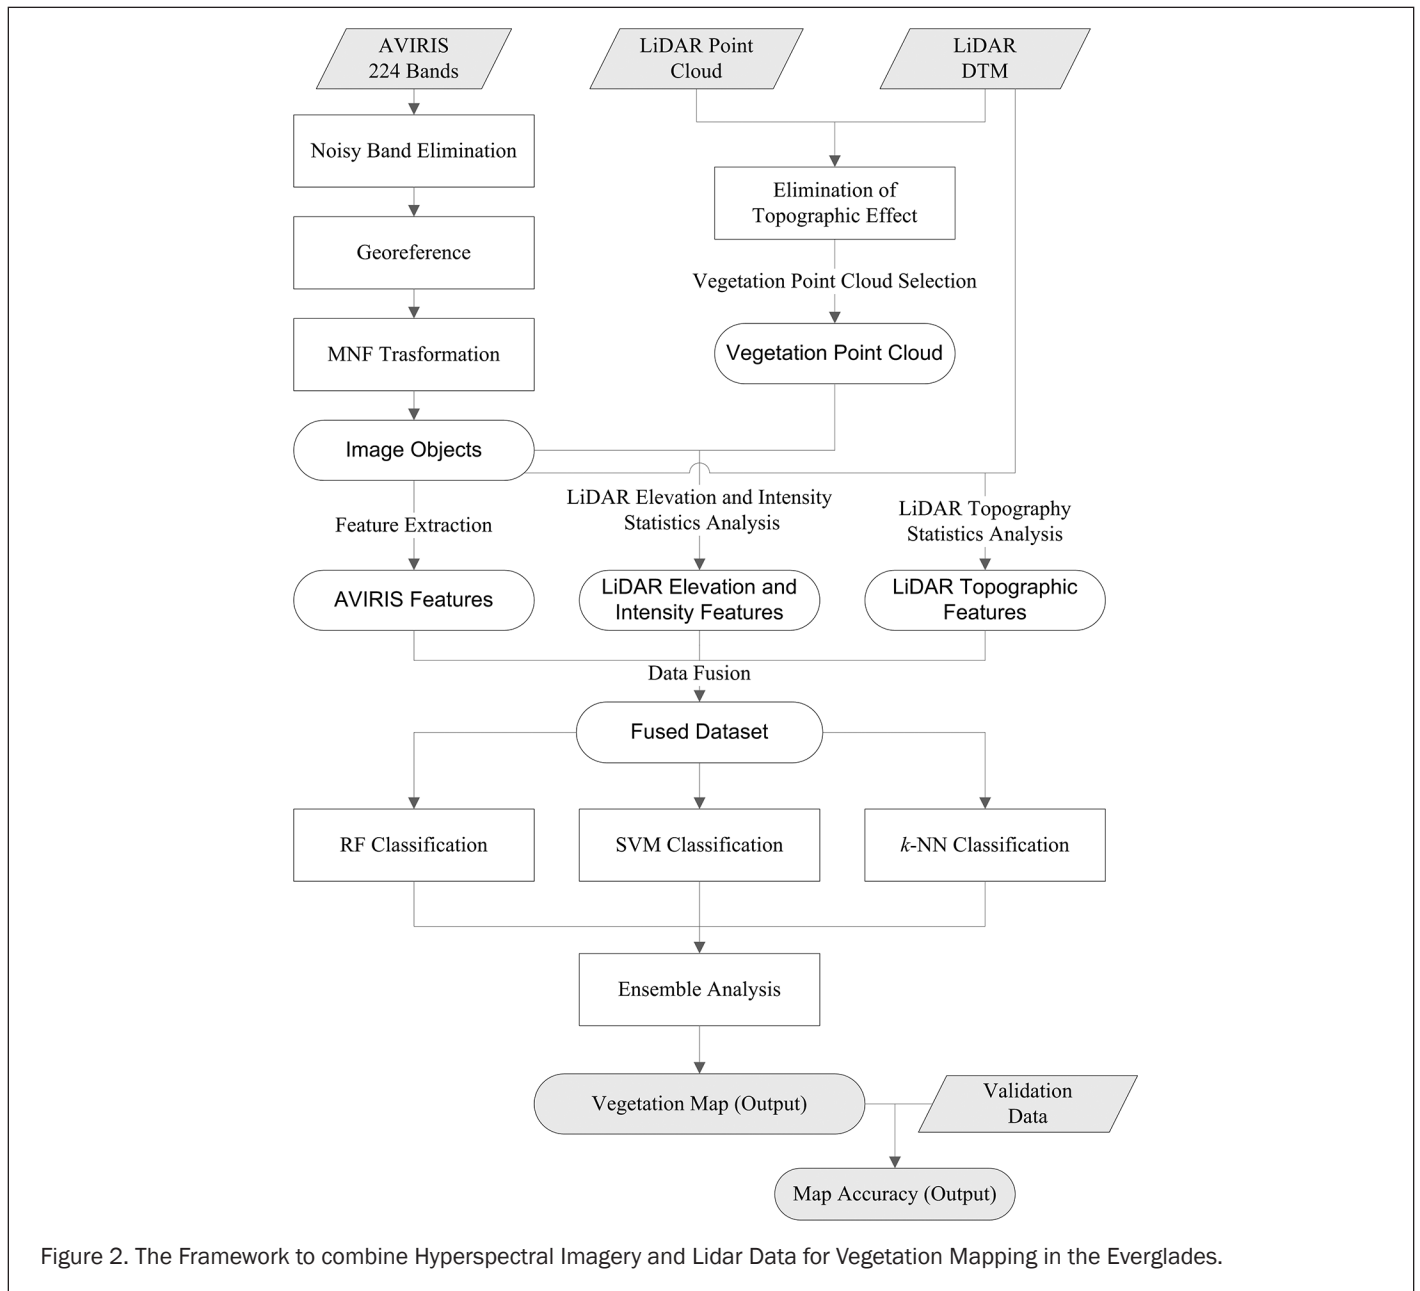 AVIRIS
224 Bands
LiDAR Point
Cloud
LiDAR
DTM
Noisy Band Elimination
Elimination of
Topographic Effect
Georeference
Vegetation Point Cloud Selection
MNF Trasformation
Vegetation Point Cloud
Image Objects
Feature Extraction
LiDAR Elevation and Intensity
Statistics Analysis
LiDAR Topography
Statistics Analysis
AVIRIS Features
LiDAR Elevation and
Intensity Features
LiDAR Topographic
Features
Data Fusion
Fused Dataset
RF Classification
SVM Classification
k-NN Classification
Ensemble Analysis
Vegetation Map (Output)
Validation
Data
Map Accuracy (Output)
Figure 2. The Framework to combine Hyperspectral Imagery and Lidar Data for Vegetation Mapping in the Everglades.